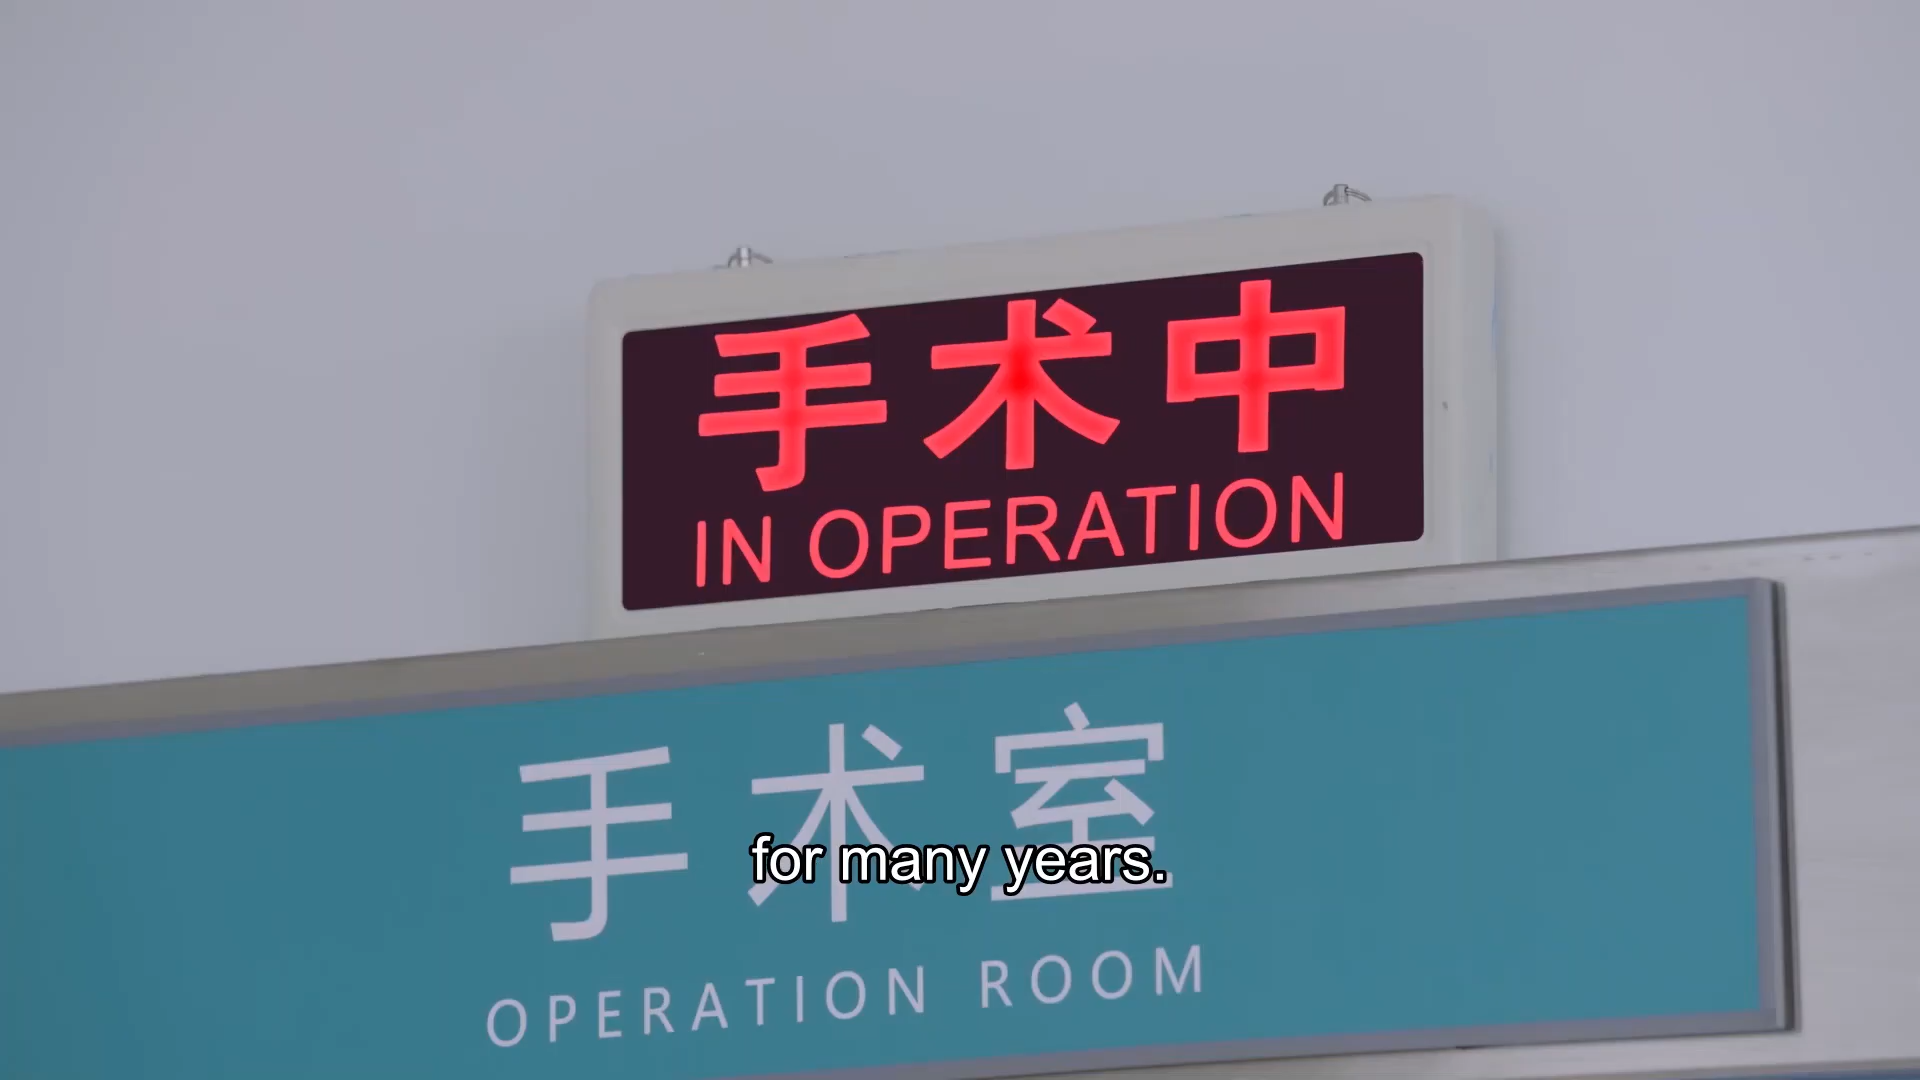 手术中
IN OPERATION
手术室
for many years.
OPERATION ROOM